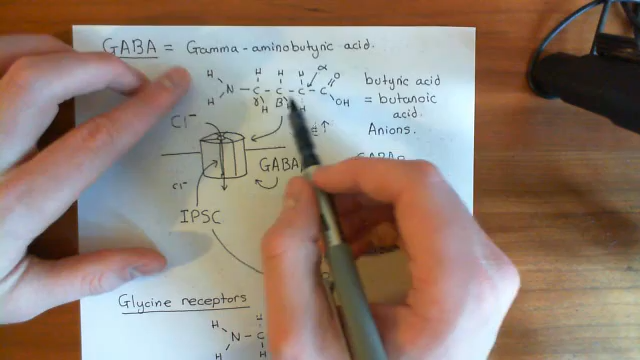 GABA = Gamma-aminobutyric acid.
H H H H α O
N - C - C - C - C
H γ H β H OH
butyric acid
= butanoic
acid.
Anions.
Cl⁻
GABA
Cl⁻
IPSC
Glycine receptors
H H
N - C
H H